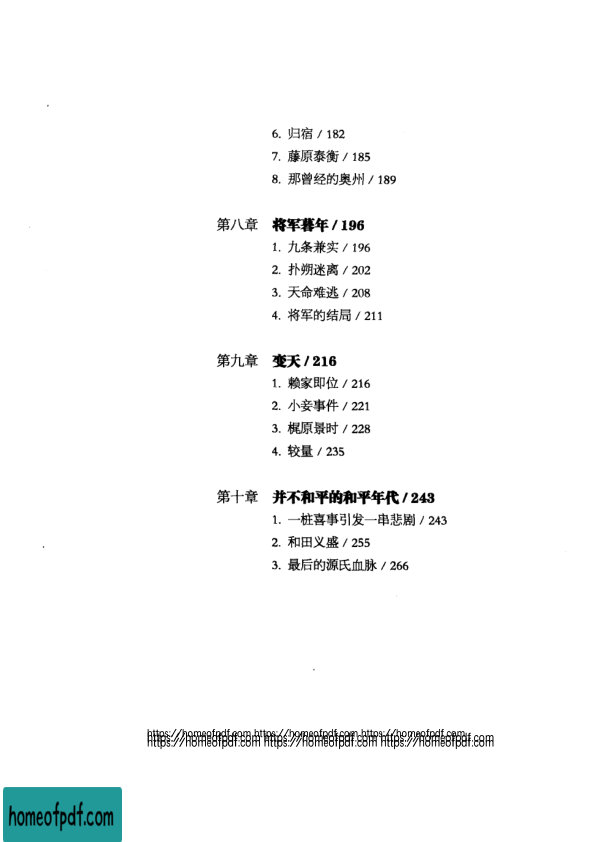 6. 归宿 / 182
7. 藤原泰衡 / 185
8. 那曾经的奥州 / 189
第八章 将军暮年 / 196
1. 九条兼实 / 196
2. 扑朔迷离 / 202
3. 天命难逃 / 208
4. 将军的结局 / 211
第九章 变天 / 216
1. 赖家即位 / 216
2. 小妾事件 / 221
3. 梶原景时 / 228
4. 较量 / 235
第十章 并不和平的和平年代 / 243
1. 一桩喜事引发一串悲剧 / 243
2. 和田义盛 / 255
3. 最后的源氏血脉 / 266
https://homeofpdf.com https://homeofpdf.com https://homeofpdf.com
https://homeofpdf.com https://homeofpdf.com https://homeofpdf.com
homeofpdf.com